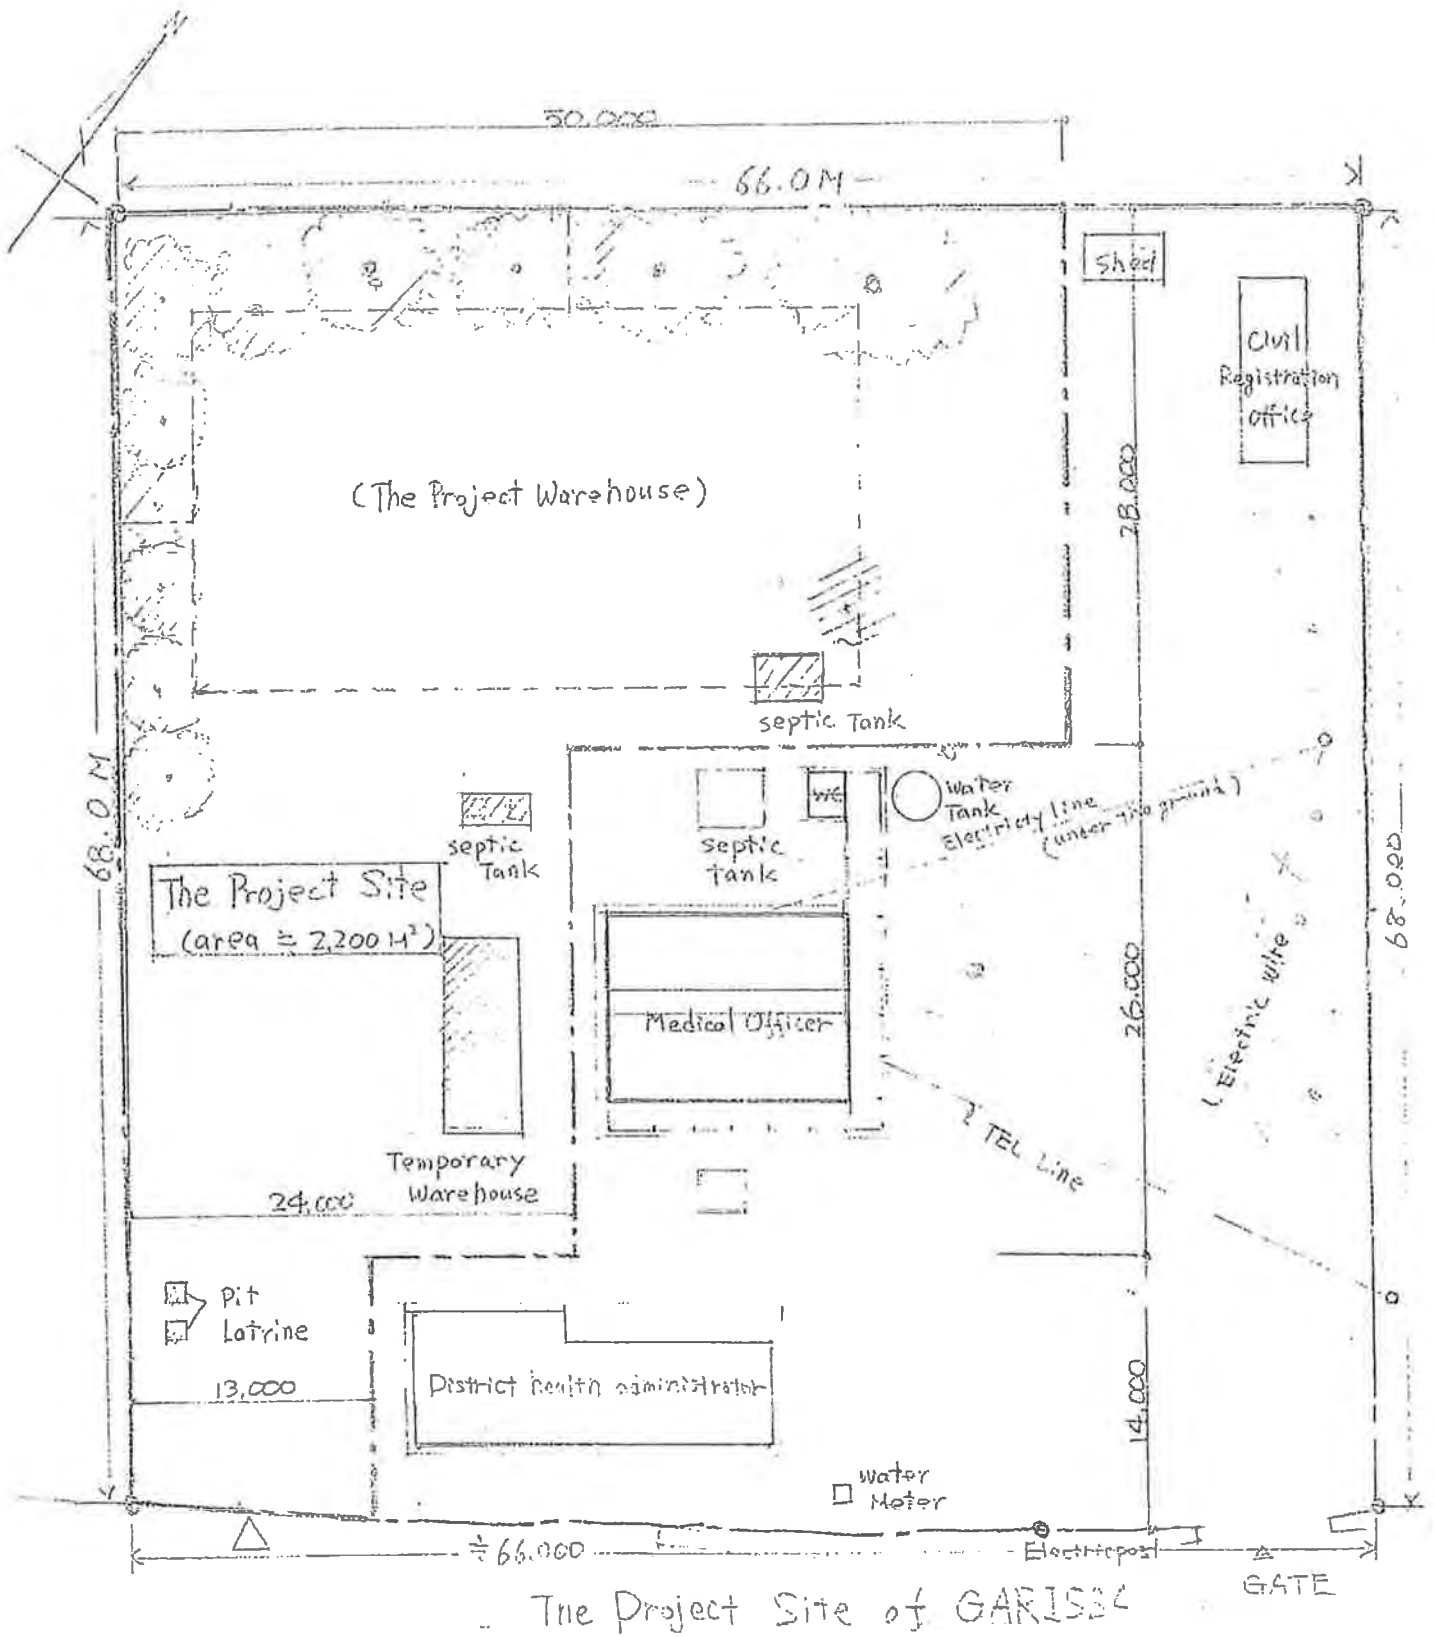 N
50.000
66.0M
Shed
Civil
Registration
office
(The Project Warehouse)
28.000
septic Tank
68.0 M
WC
water
Tank
Electricity line
(under the ground)
septic
Tank
septic
tank
68.000
The Project Site
(area ≒ 2,200 M²)
Electric wire
26.000
Medical Officer
TEL Line
Temporary
Warehouse
24,000
pit
Latrine
13,000
District health administrator
14,000
water
Meter
≒66.000
Electricpost
GATE
The Project Site of